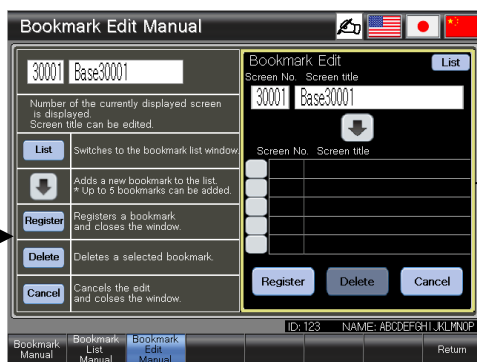 Bookmark Edit Manual
30001 Base30001
Number of the currently displayed screen
is displayed.
Screen title can be edited.
List Switches to the bookmark list window.
Adds a new bookmark to the list.
* Up to 5 bookmarks can be added.
Register Registers a bookmark
and closes the window.
Delete Deletes a selected bookmark.
Cancel Cancels the edit
and colses the window.
Bookmark Edit List
Screen No. Screen title
30001 Base30001
Screen No. Screen title
Register Delete Cancel
ID: 123 NAME: ABCDEFGHIJKLMNOP
Bookmark
Manual
Bookmark
List
Manual
Bookmark
Edit
Manual
Return